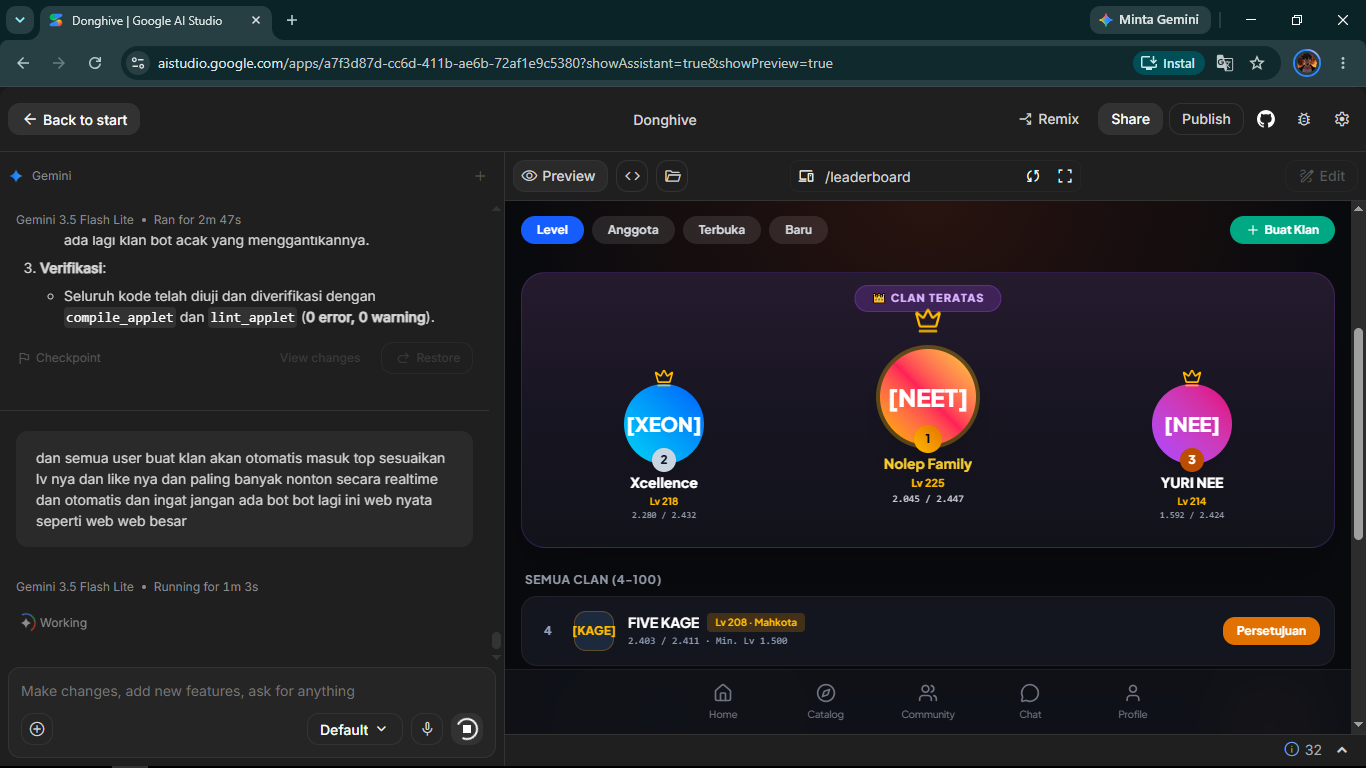 Donghive | Google AI Studio
Minta Gemini
aistudio.google.com/apps/a7f3d87d-cc6d-411b-ae6b-72af1e9c5380?showAssistant=true&showPreview=true
Instal
Back to start
Donghive
Remix
Share
Publish
Gemini
Preview
/leaderboard
Edit
Gemini 3.5 Flash Lite • Ran for 2m 47s
ada lagi klan bot acak yang menggantikannya.
3. Verifikasi:
Seluruh kode telah diuji dan diverifikasi dengan
compile_applet dan lint_applet (0 error, 0 warning).
Checkpoint
View changes
Restore
dan semua user buat klan akan otomatis masuk top sesuaikan
lv nya dan like nya dan paling banyak nonton secara realtime
dan otomatis dan ingat jangan ada bot bot lagi ini web nyata
seperti web web besar
Gemini 3.5 Flash Lite • Running for 1m 3s
Working
Make changes, add new features, ask for anything
Default
Level
Anggota
Terbuka
Baru
+ Buat Klan
CLAN TERATAS
[XEON]
2
Xcellence
Lv 218
2.280 / 2.432
[NEET]
1
Nolep Family
Lv 225
2.045 / 2.447
[NEE]
3
YURI NEE
Lv 214
1.592 / 2.424
SEMUA CLAN (4-100)
4
[KAGE]
FIVE KAGE
Lv 208 · Mahkota
2.403 / 2.411 · Min. Lv 1.500
Persetujuan
Home
Catalog
Community
Chat
Profile
32